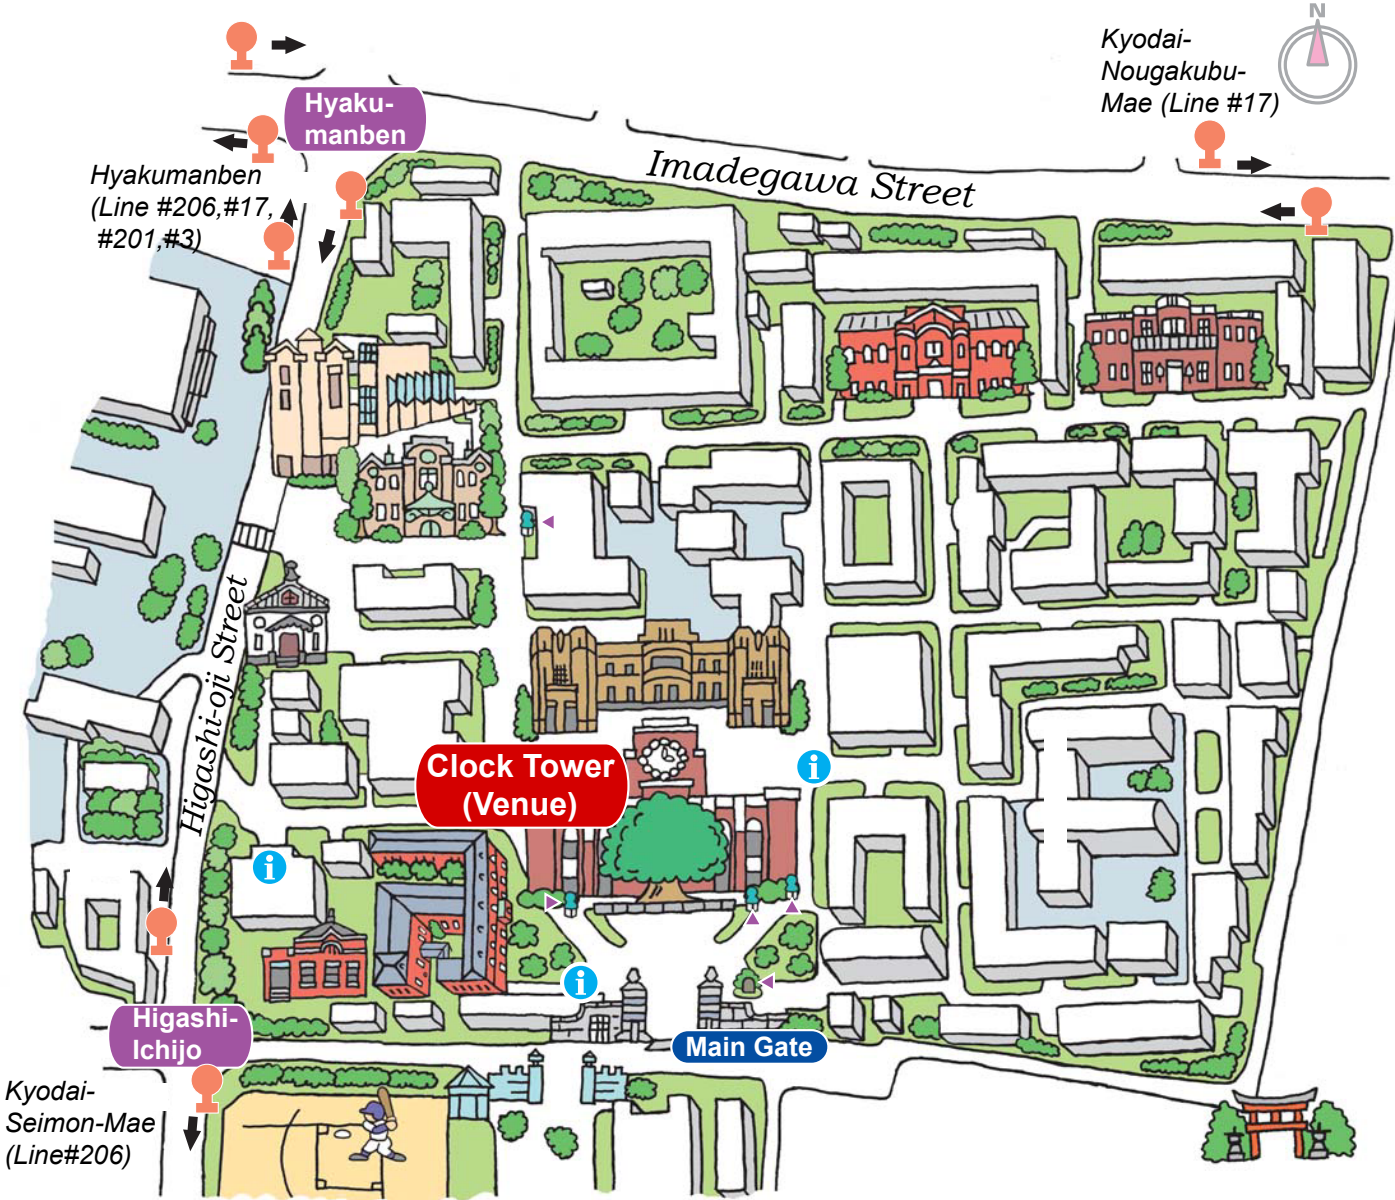 N
Kyodai-
Nougakubu-
Mae (Line #17)
Hyaku-
manben
Hyakumanben
(Line #206,#17,
#201,#3)
Imadegawa Street
Higashi-oji Street
Clock Tower
(Venue)
i
i
i
Higashi-
Ichijo
Main Gate
Kyodai-
Seimon-Mae
(Line#206)